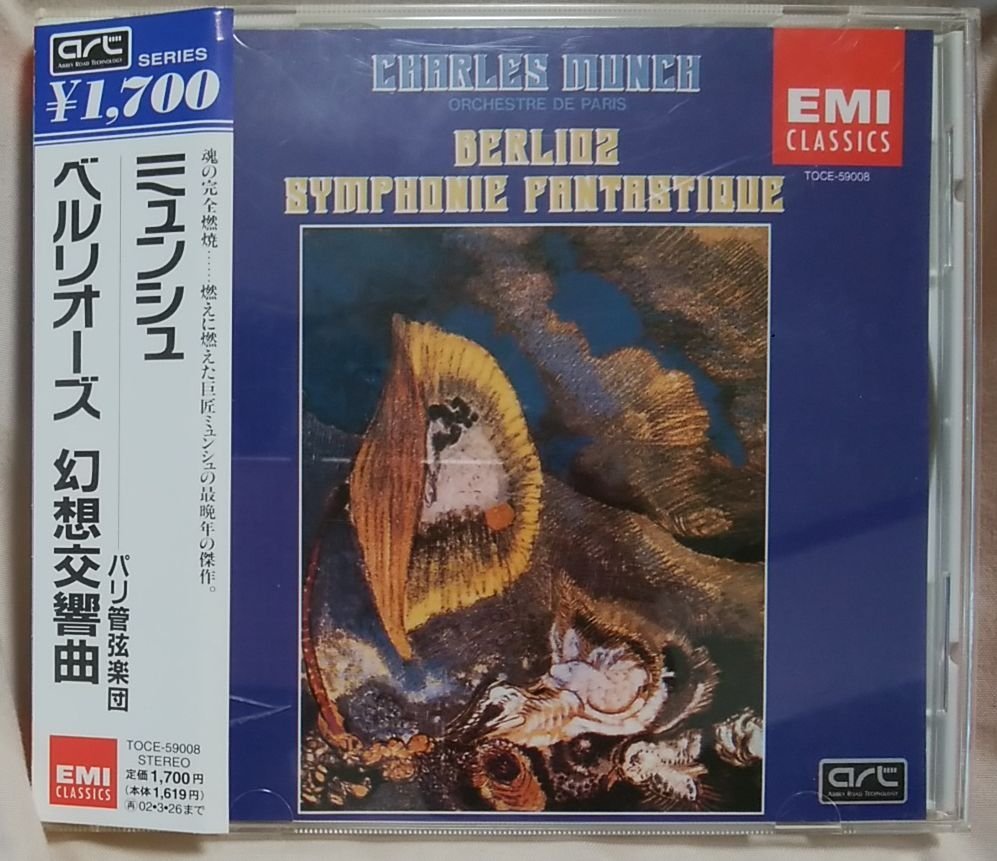 art
ABBEY ROAD TECHNOLOGY
SERIES
¥1,700
魂の完全燃焼……燃えに燃えた巨匠ミュンシュの最晩年の傑作。
ミュンシュ
パリ管弦楽団
ベルリオーズ 幻想交響曲
EMI
CLASSICS
TOCE-59008
STEREO
定価1,700円
(本体1,619円)
再02•3•26まで
CHARLES MUNCH
ORCHESTRE DE PARIS
BERLIOZ
SYMPHONIE FANTASTIQUE
EMI
CLASSICS
TOCE-59008
art
ABBEY ROAD TECHNOLOGY